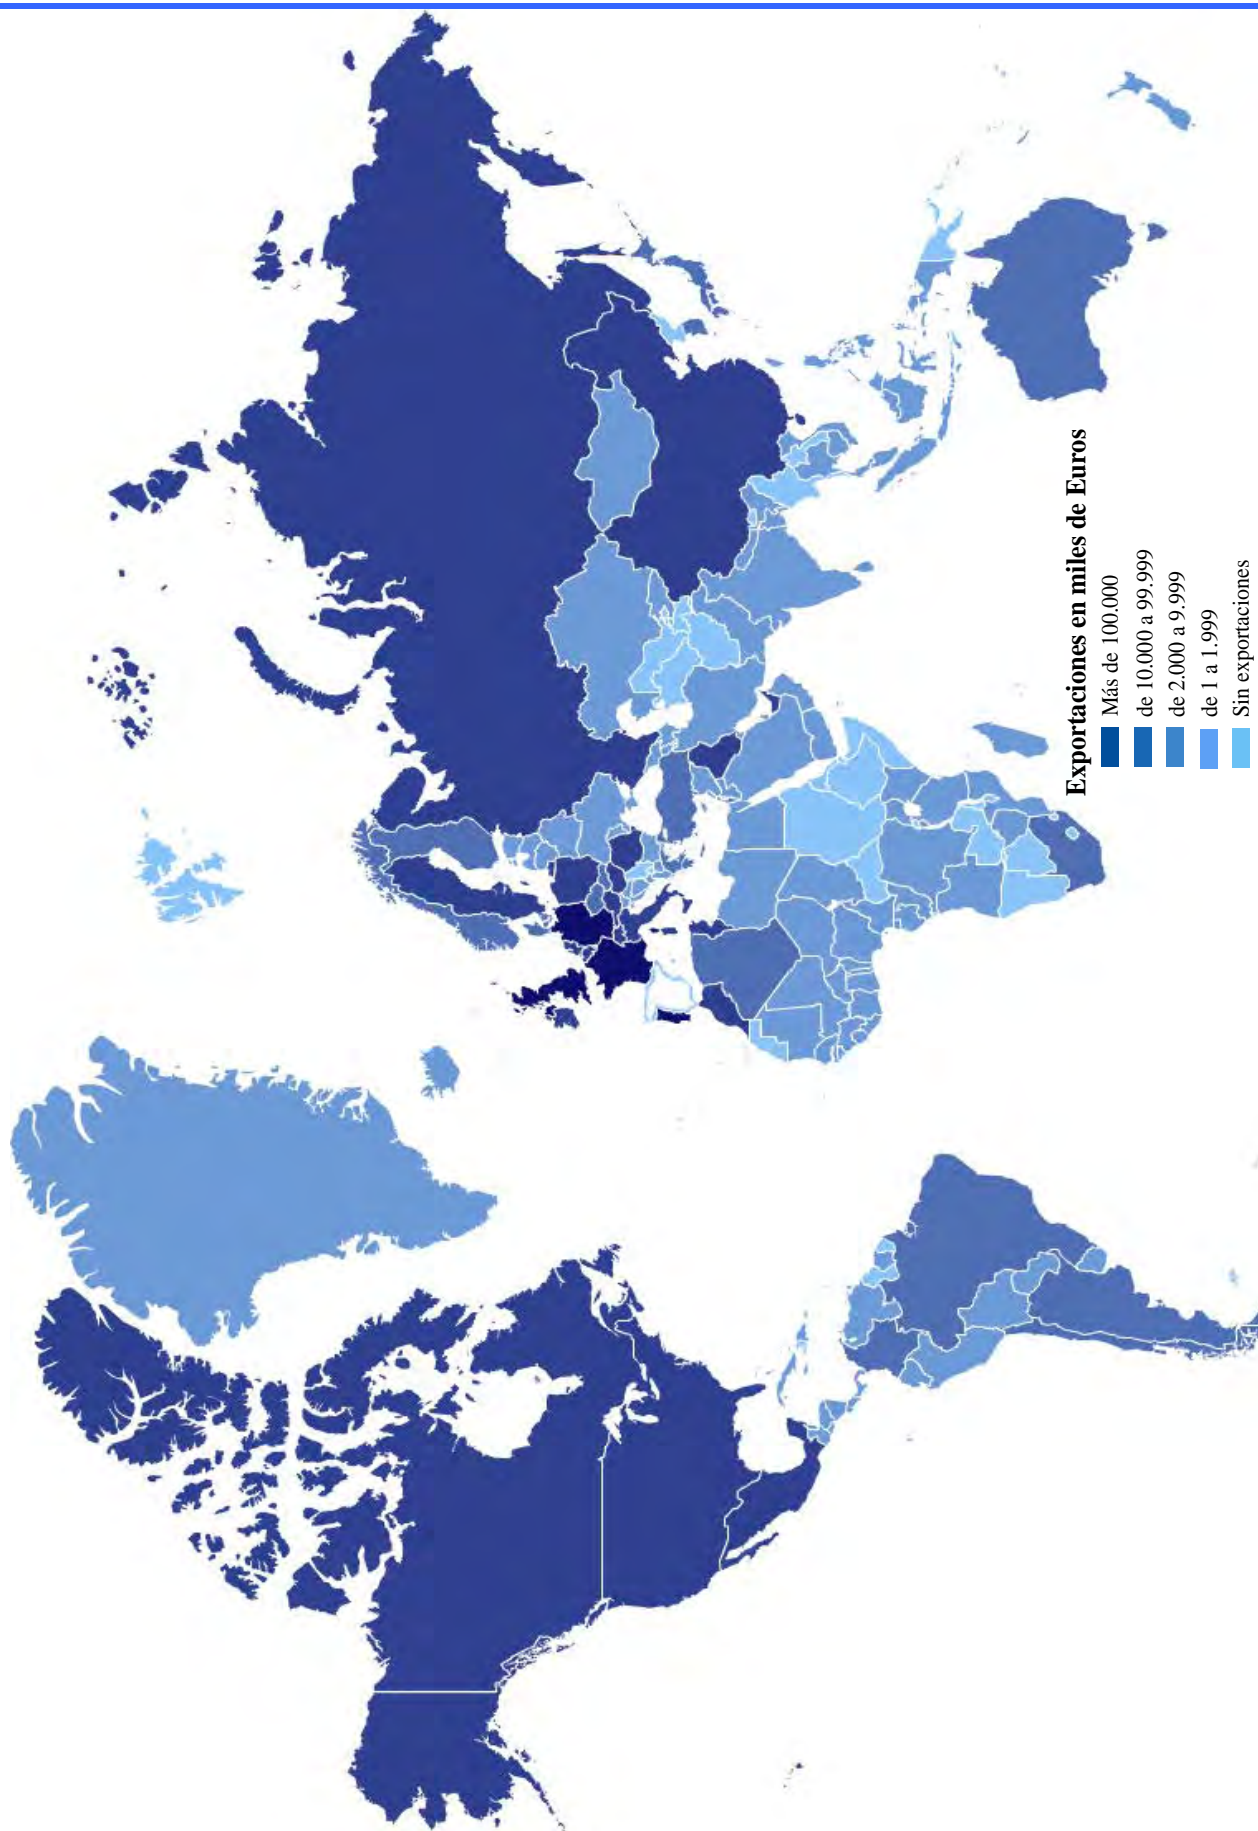 Exportaciones en miles de Euros
Más de 100.000
de 10.000 a 99.999
de 2.000 a 9.999
de 1 a 1.999
Sin exportaciones